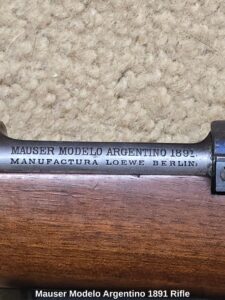 MAUSER MODELO ARGENTINO 1891.
MANUFACTURA LOEWE BERLIN.
Mauser Modelo Argentino 1891 Rifle